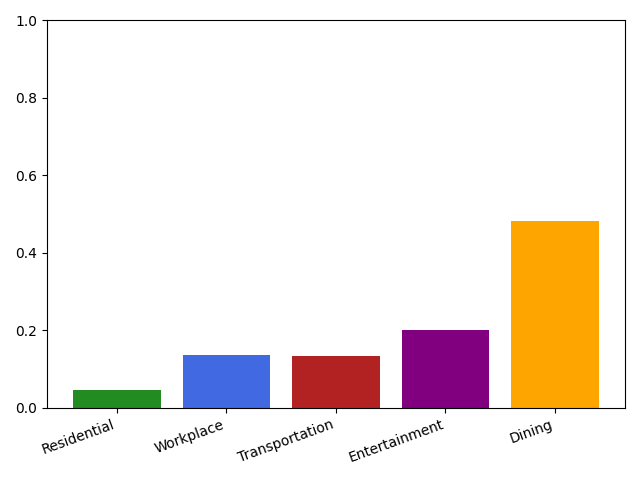 1.0
0.8
0.6
0.4
0.2
0.0
Residential
Workplace
Transportation
Entertainment
Dining